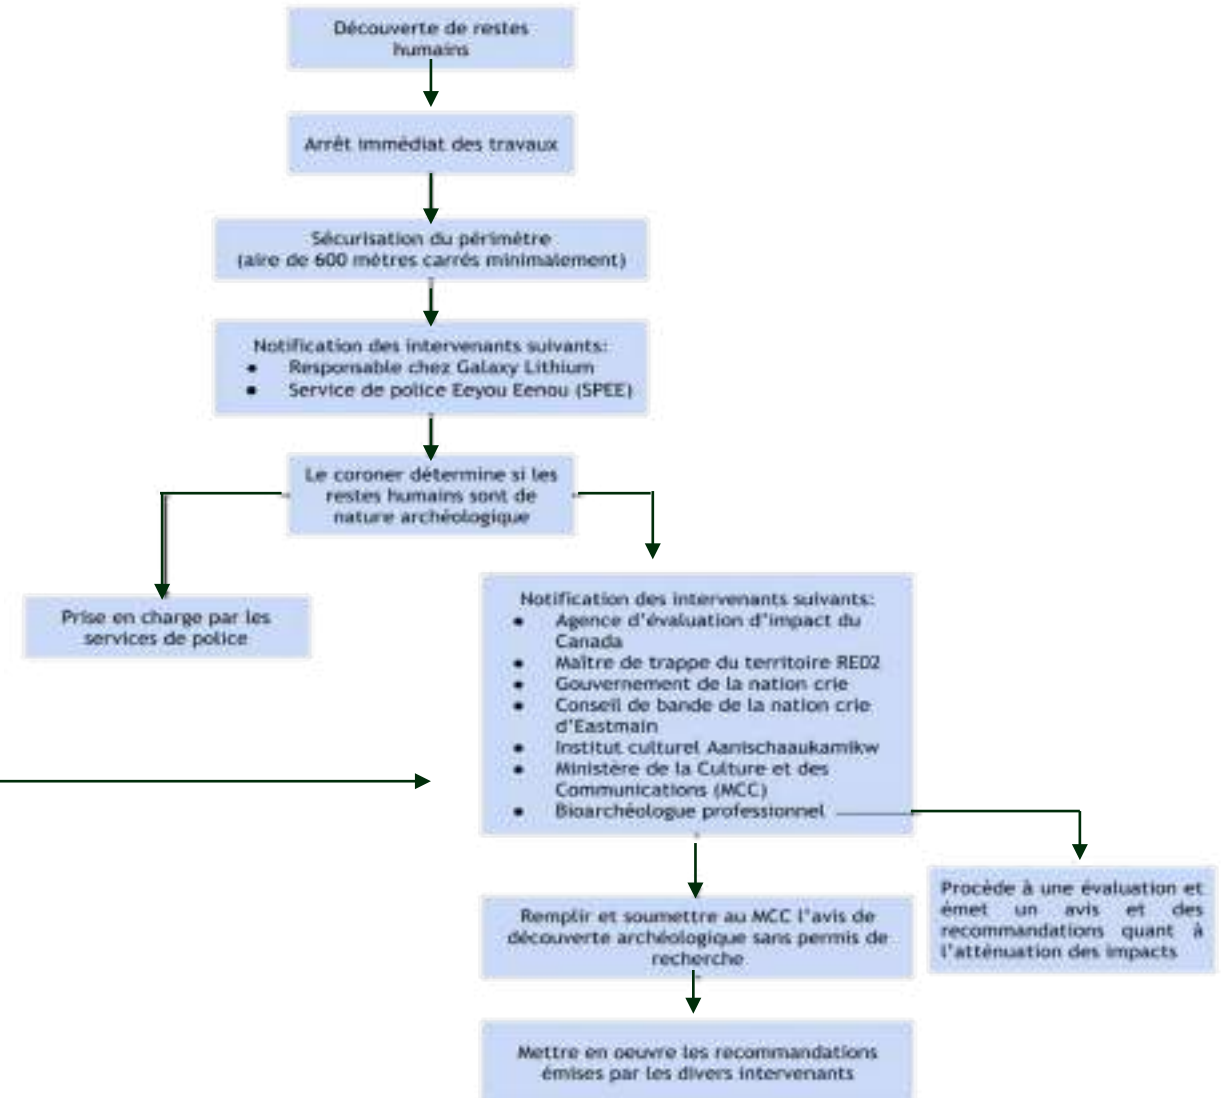 Découverte de restes
humains
Arrêt immédiat des travaux
Sécurisation du périmètre
(aire de 600 mètres carrés minimalement)
Notification des intervenants suivants:
● Responsable chez Galaxy Lithium
● Service de police Eeyou Eenou (SPEE)
Le coroner détermine si les
restes humains sont de
nature archéologique
Prise en charge par les
services de police
Notification des intervenants suivants:
● Agence d'évaluation d'impact du
Canada
● Maître de trappe du territoire RE02
● Gouvernement de la nation crie
● Conseil de bande de la nation crie
d'Eastmain
● Institut culturel Aanischaaukamikw
● Ministère de la Culture et des
Communications (MCC)
● Bioarchéologue professionnel
Procède à une évaluation et
émet un avis et des
recommandations quant à
l'atténuation des impacts
Remplir et soumettre au MCC l'avis de
découverte archéologique sans permis de
recherche
Mettre en oeuvre les recommandations
émises par les divers intervenants